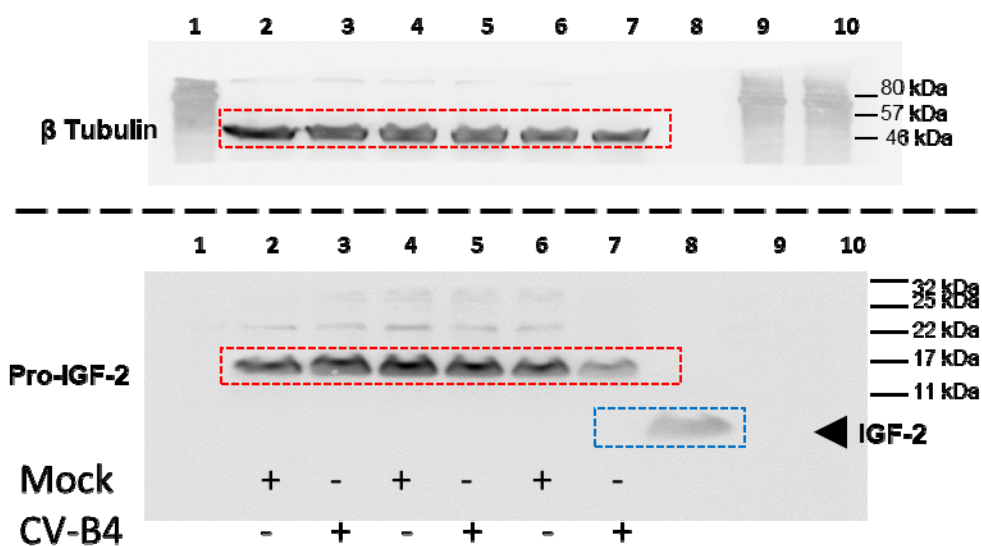 1 2 3 4 5 6 7 8 9 10
80 kDa
57 kDa
β Tubulin
46 kDa
1 2 3 4 5 6 7 8 9 10
32 kDa
25 kDa
22 kDa
17 kDa
Pro-IGF-2
11 kDa
IGF-2
Mock + - + - + -
CV-B4 - + - + - +